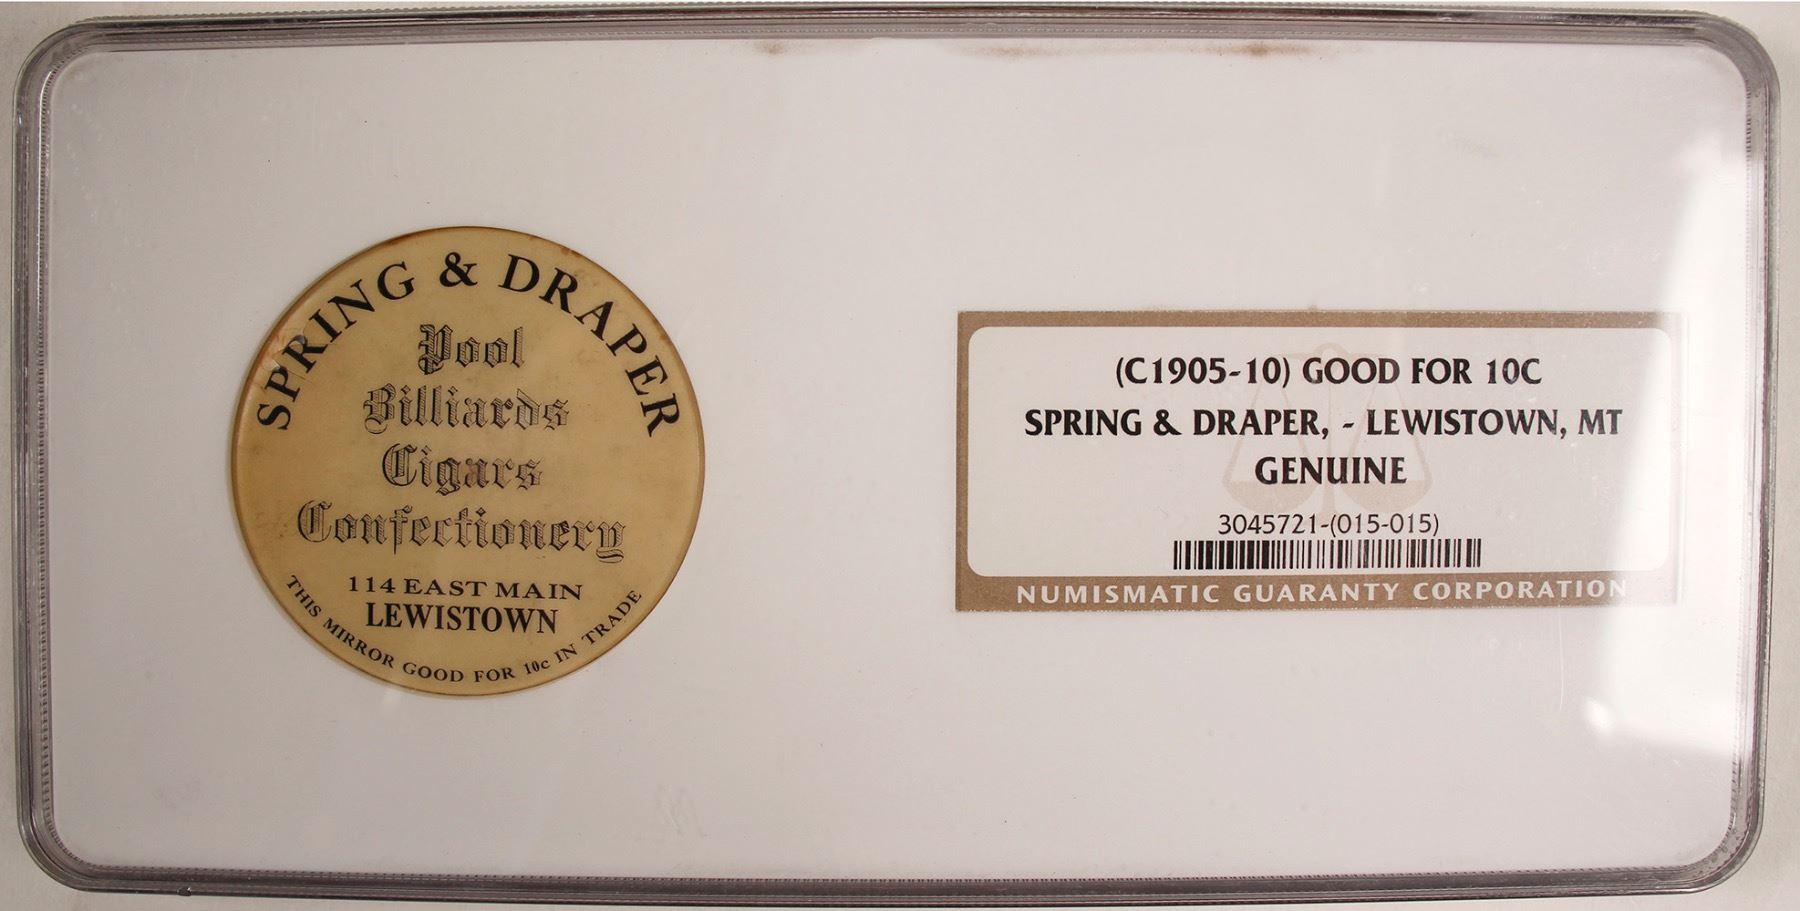 SPRING & DRAPER
Pool
Billiards
Cigars
Confectionery
114 EAST MAIN
LEWISTOWN
THIS MIRROR GOOD FOR 10c IN TRADE
(C1905-10) GOOD FOR 10C
SPRING & DRAPER, - LEWISTOWN, MT
GENUINE
3045721-(015-015)
NUMISMATIC GUARANTY CORPORATION